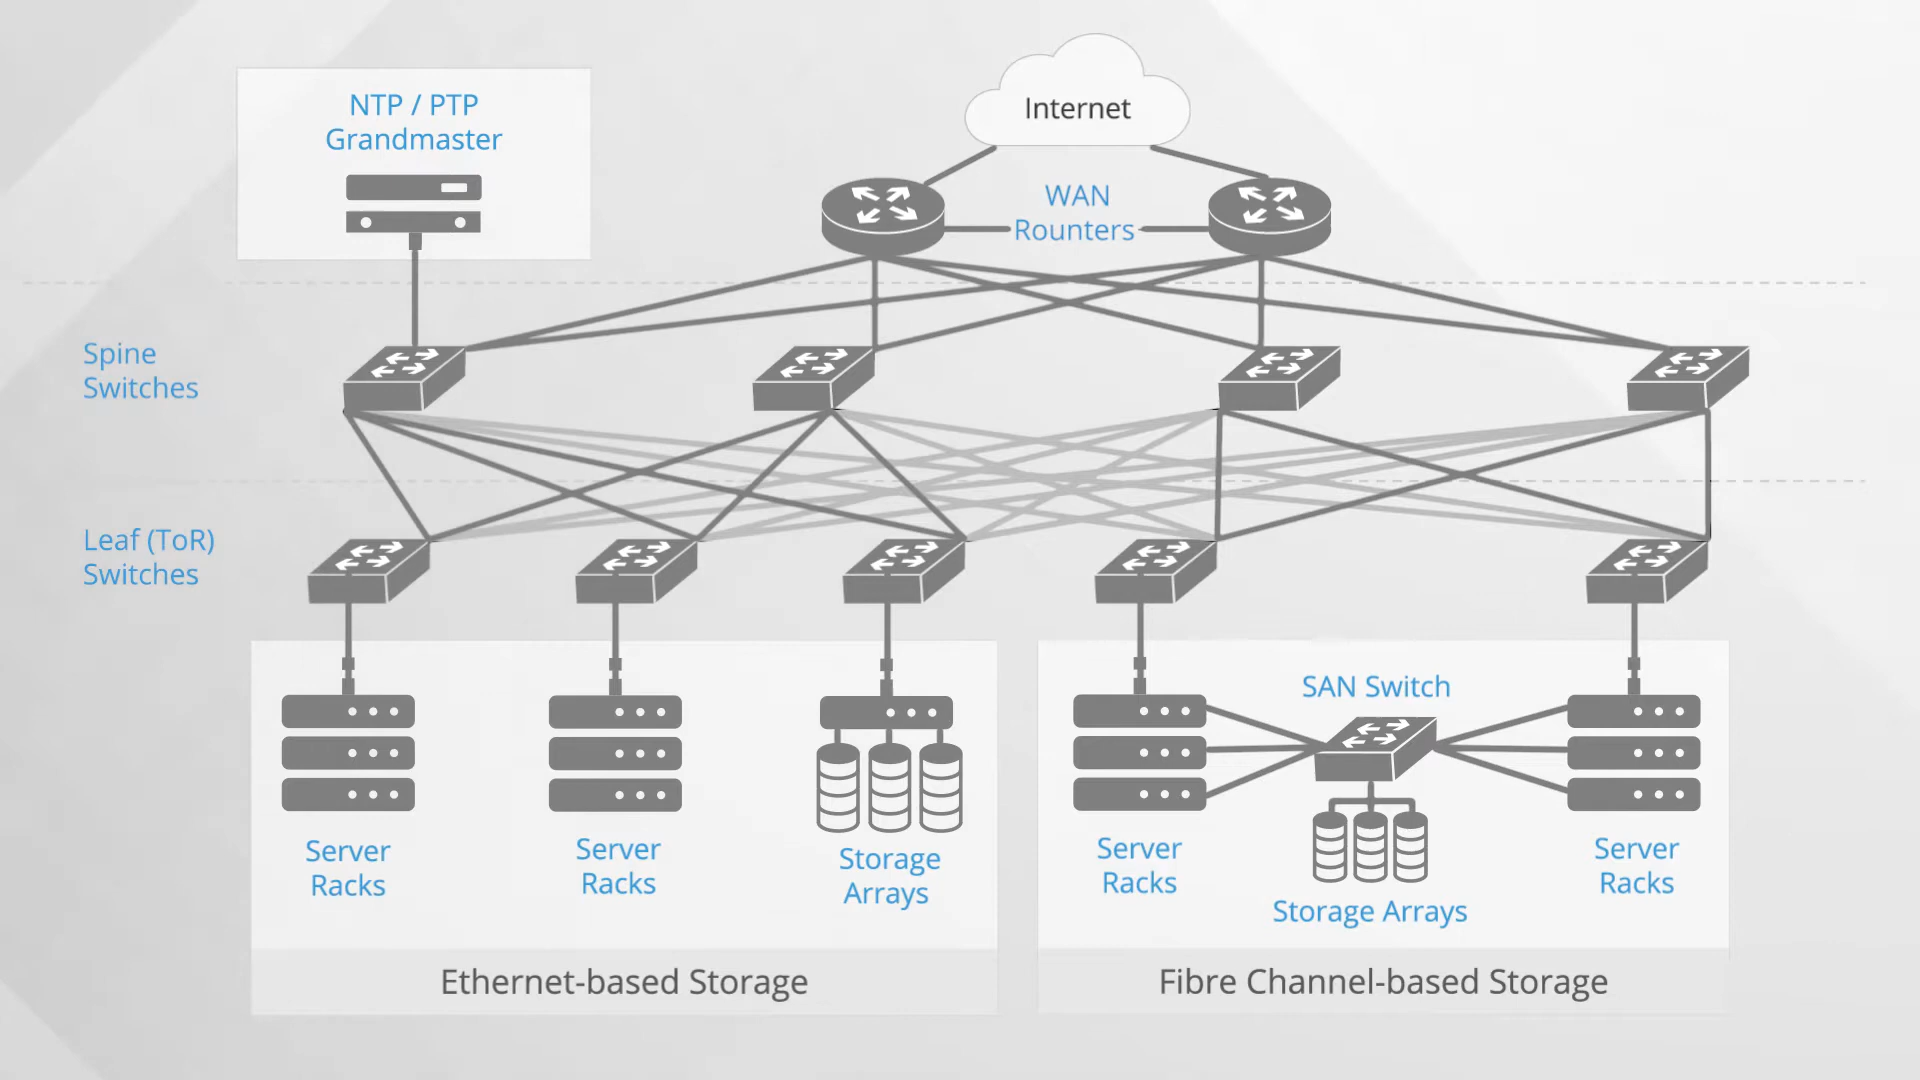 NTP / PTP
Grandmaster
Internet
WAN
Rounters
Spine
Switches
Leaf (ToR)
Switches
SAN Switch
Server
Racks
Server
Racks
Storage
Arrays
Server
Racks
Storage Arrays
Server
Racks
Ethernet-based Storage
Fibre Channel-based Storage